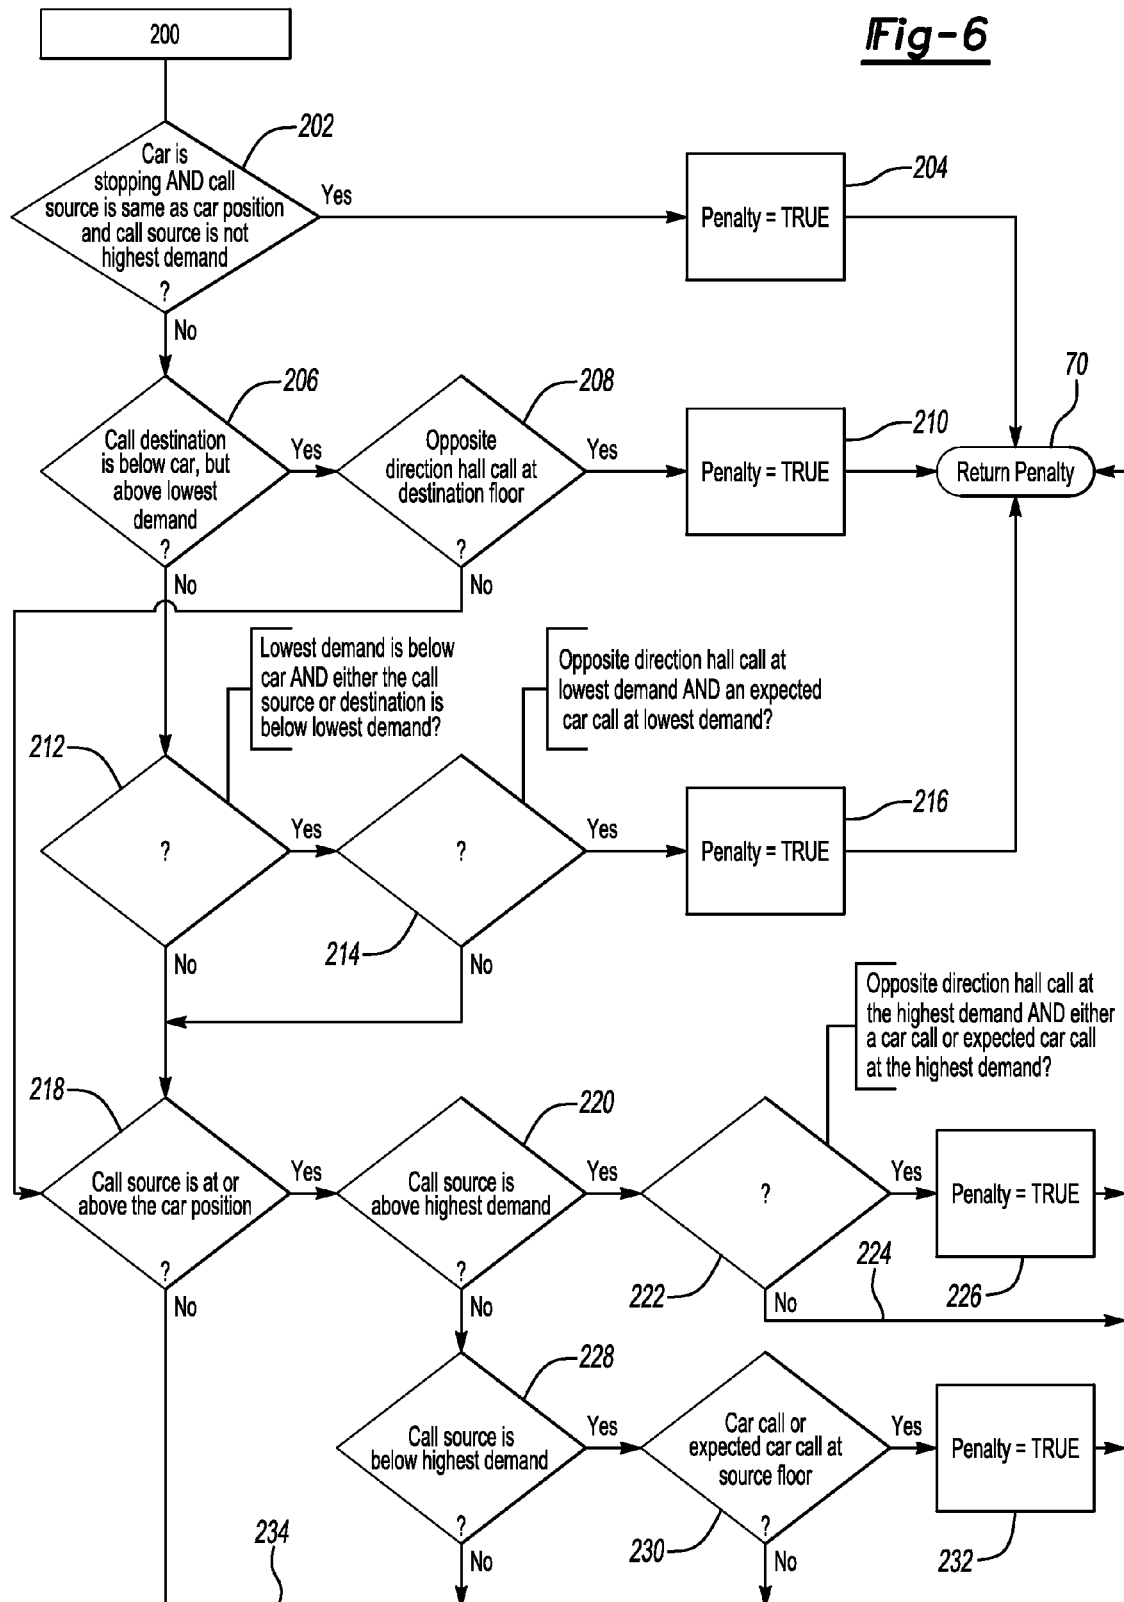 Fig-6
200
202
Car is
stopping AND call
source is same as car position
and call source is not
highest demand
?
Yes
No
204
Penalty = TRUE
206
Call destination
is below car, but
above lowest
demand
?
Yes
No
208
Opposite
direction hall call at
destination floor
?
Yes
No
210
Penalty = TRUE
70
Return Penalty
Lowest demand is below
car AND either the call
source or destination is
below lowest demand?
Opposite direction hall call at
lowest demand AND an expected
car call at lowest demand?
212
?
Yes
No
214
?
Yes
No
216
Penalty = TRUE
Opposite direction hall call at
the highest demand AND either
a car call or expected car call
at the highest demand?
218
Call source is at or
above the car position
?
Yes
No
220
Call source is
above highest demand
?
Yes
No
222
?
Yes
No
224
226
Penalty = TRUE
228
Call source is
below highest demand
?
Yes
No
230
Car call or
expected car call at
source floor
?
Yes
No
232
Penalty = TRUE
234